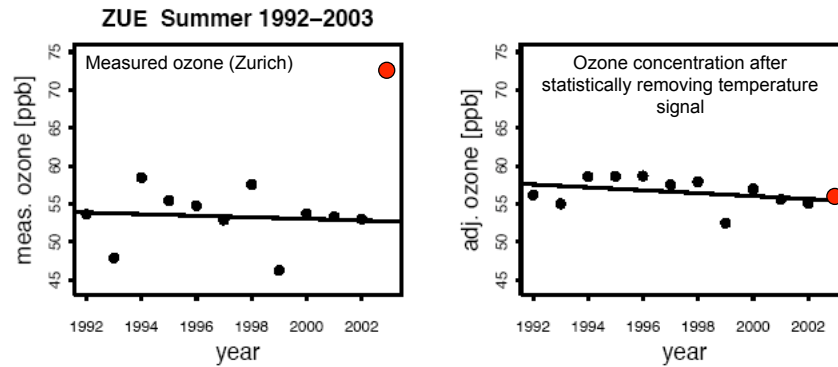 ZUE Summer 1992–2003
Measured ozone (Zurich)
meas. ozone [ppb]
75
70
65
60
55
50
45
1992 1994 1996 1998 2000 2002
year
Ozone concentration after
statistically removing temperature
signal
adj. ozone [ppb]
75
70
65
60
55
50
45
1992 1994 1996 1998 2000 2002
year